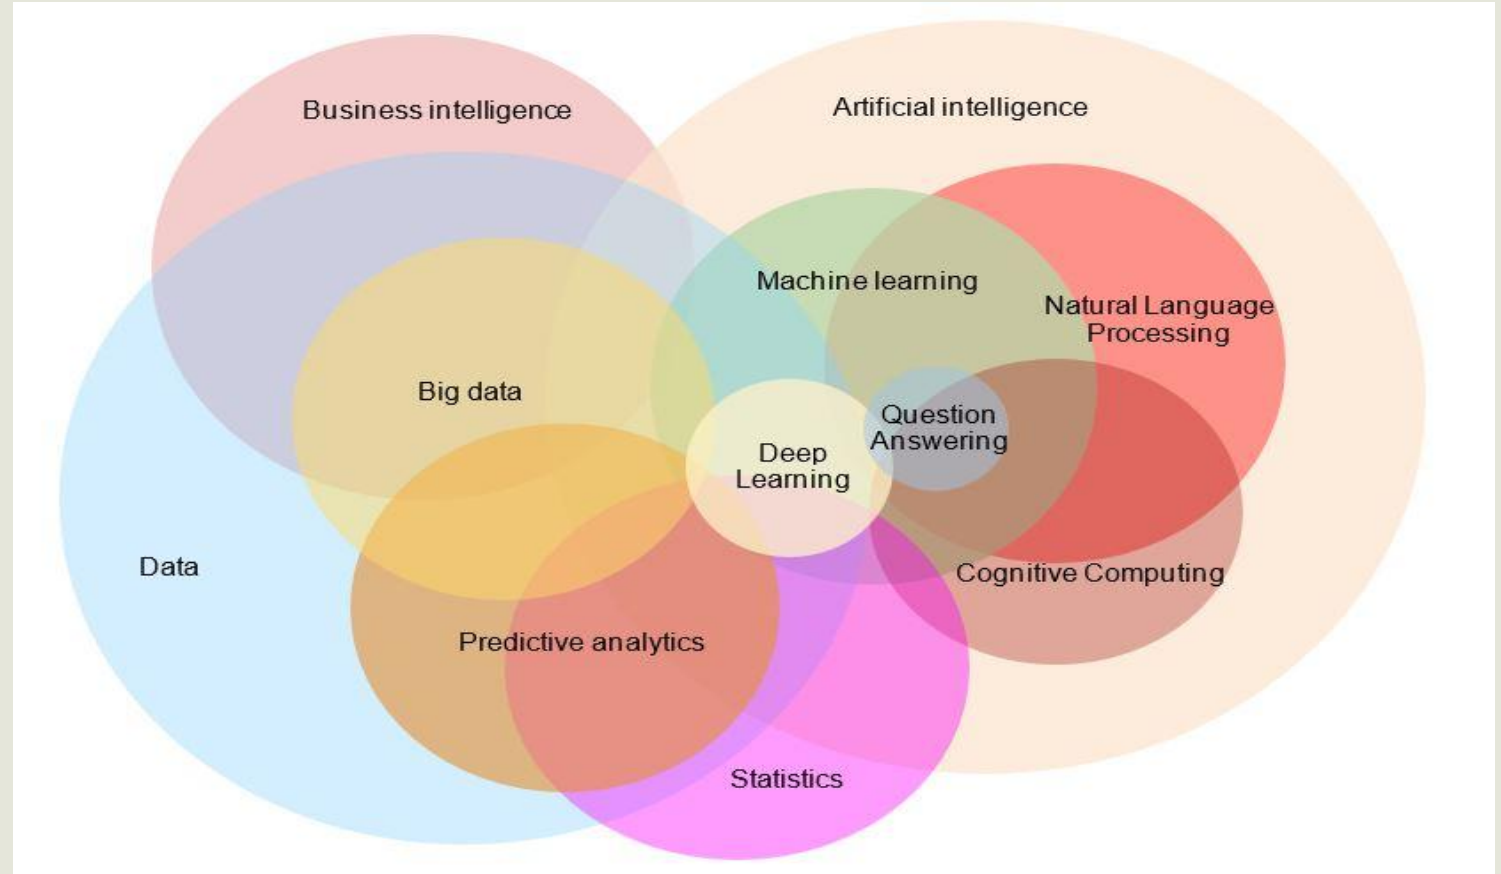 Business intelligence
Artificial intelligence
Machine learning
Natural Language
Processing
Big data
Question
Answering
Deep
Learning
Data
Cognitive Computing
Predictive analytics
Statistics